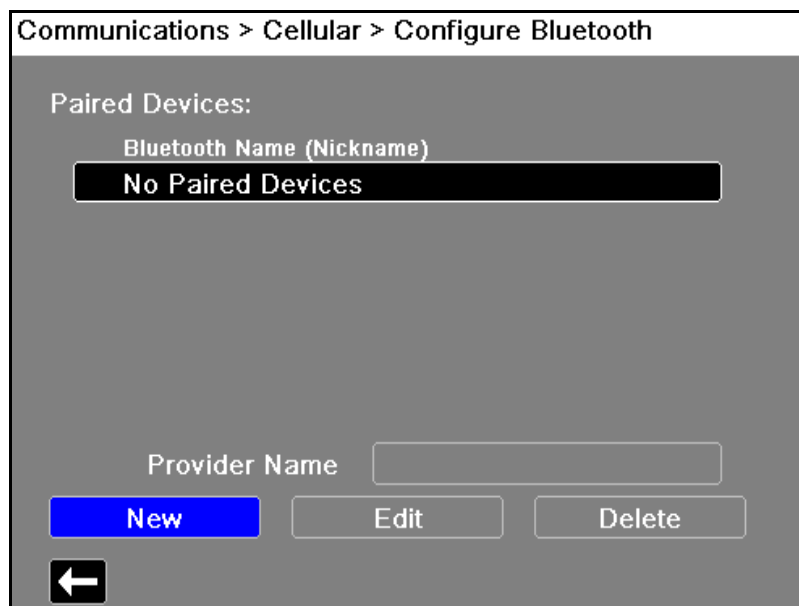 Communications > Cellular > Configure Bluetooth
Paired Devices:
Bluetooth Name (Nickname)
No Paired Devices
Provider Name
New Edit Delete